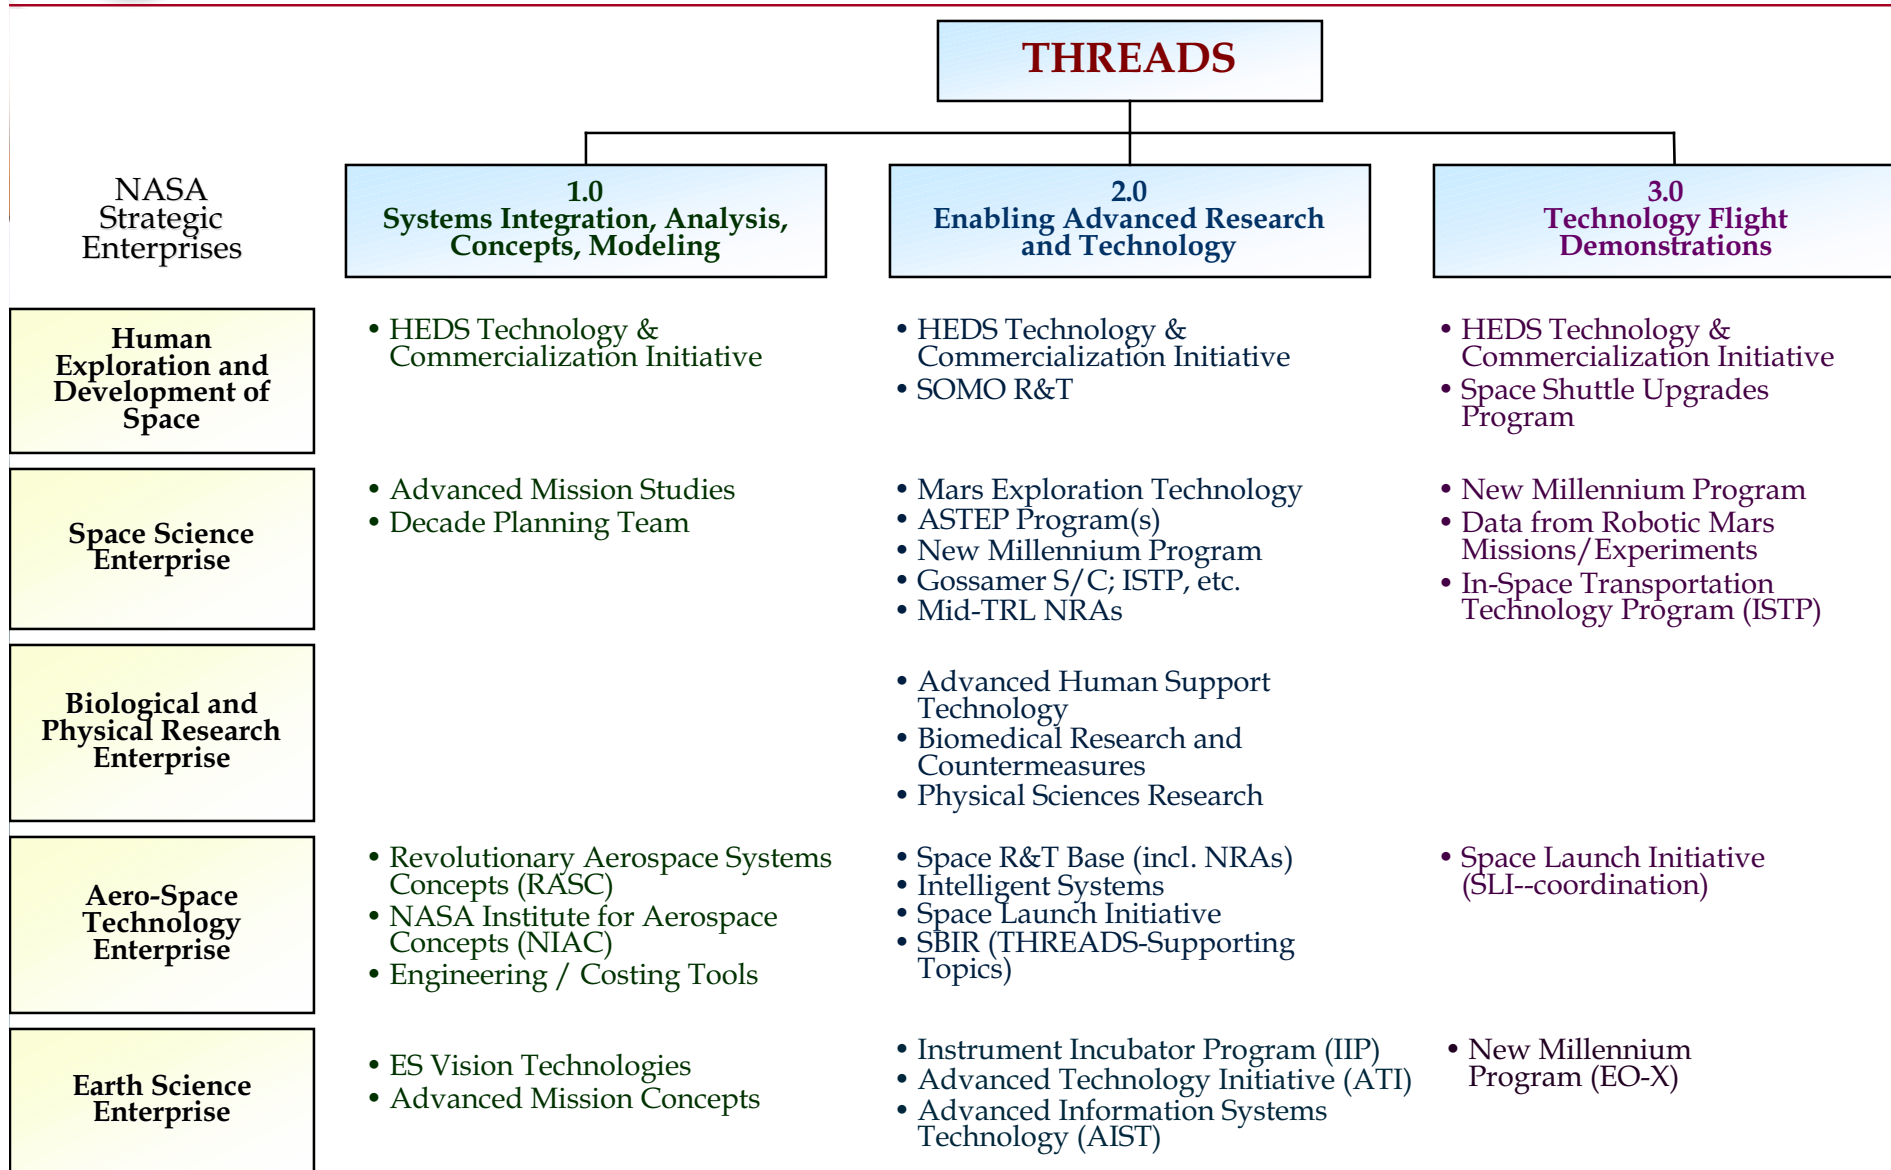 THREADS
NASA
Strategic
Enterprises
1.0
Systems Integration, Analysis,
Concepts, Modeling
2.0
Enabling Advanced Research
and Technology
3.0
Technology Flight
Demonstrations
Human
Exploration and
Development of
Space
• HEDS Technology &
Commercialization Initiative
• HEDS Technology &
Commercialization Initiative
• SOMO R&T
• HEDS Technology &
Commercialization Initiative
• Space Shuttle Upgrades
Program
Space Science
Enterprise
• Advanced Mission Studies
• Decade Planning Team
• Mars Exploration Technology
• ASTEP Program(s)
• New Millennium Program
• Gossamer S/C; ISTP, etc.
• Mid-TRL NRAs
• New Millennium Program
• Data from Robotic Mars
Missions/Experiments
• In-Space Transportation
Technology Program (ISTP)
Biological and
Physical Research
Enterprise
• Advanced Human Support
Technology
• Biomedical Research and
Countermeasures
• Physical Sciences Research
Aero-Space
Technology
Enterprise
• Revolutionary Aerospace Systems
Concepts (RASC)
• NASA Institute for Aerospace
Concepts (NIAC)
• Engineering / Costing Tools
• Space R&T Base (incl. NRAs)
• Intelligent Systems
• Space Launch Initiative
• SBIR (THREADS-Supporting
Topics)
• Space Launch Initiative
(SLI--coordination)
Earth Science
Enterprise
• ES Vision Technologies
• Advanced Mission Concepts
• Instrument Incubator Program (IIP)
• Advanced Technology Initiative (ATI)
• Advanced Information Systems
Technology (AIST)
• New Millennium
Program (EO-X)